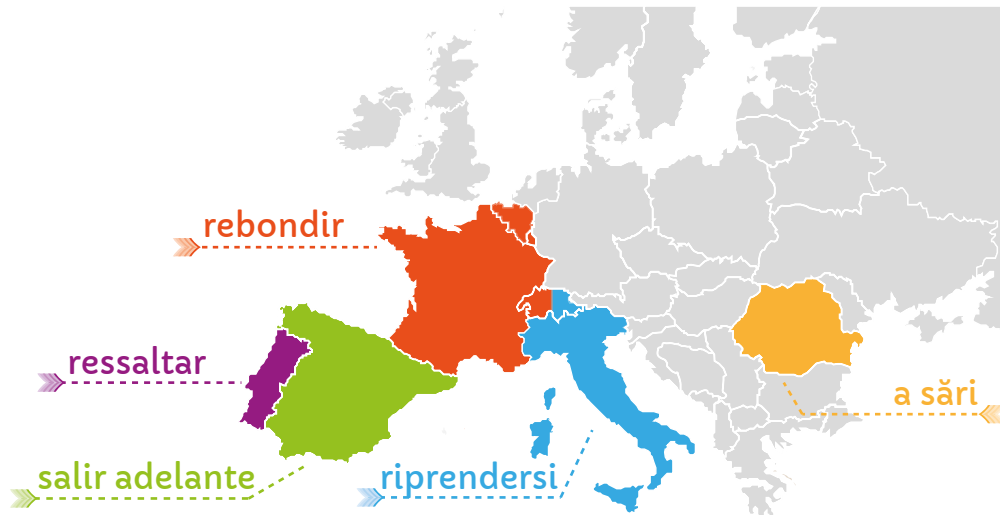 rebondir
ressaltar
a sări
salir adelante
riprendersi